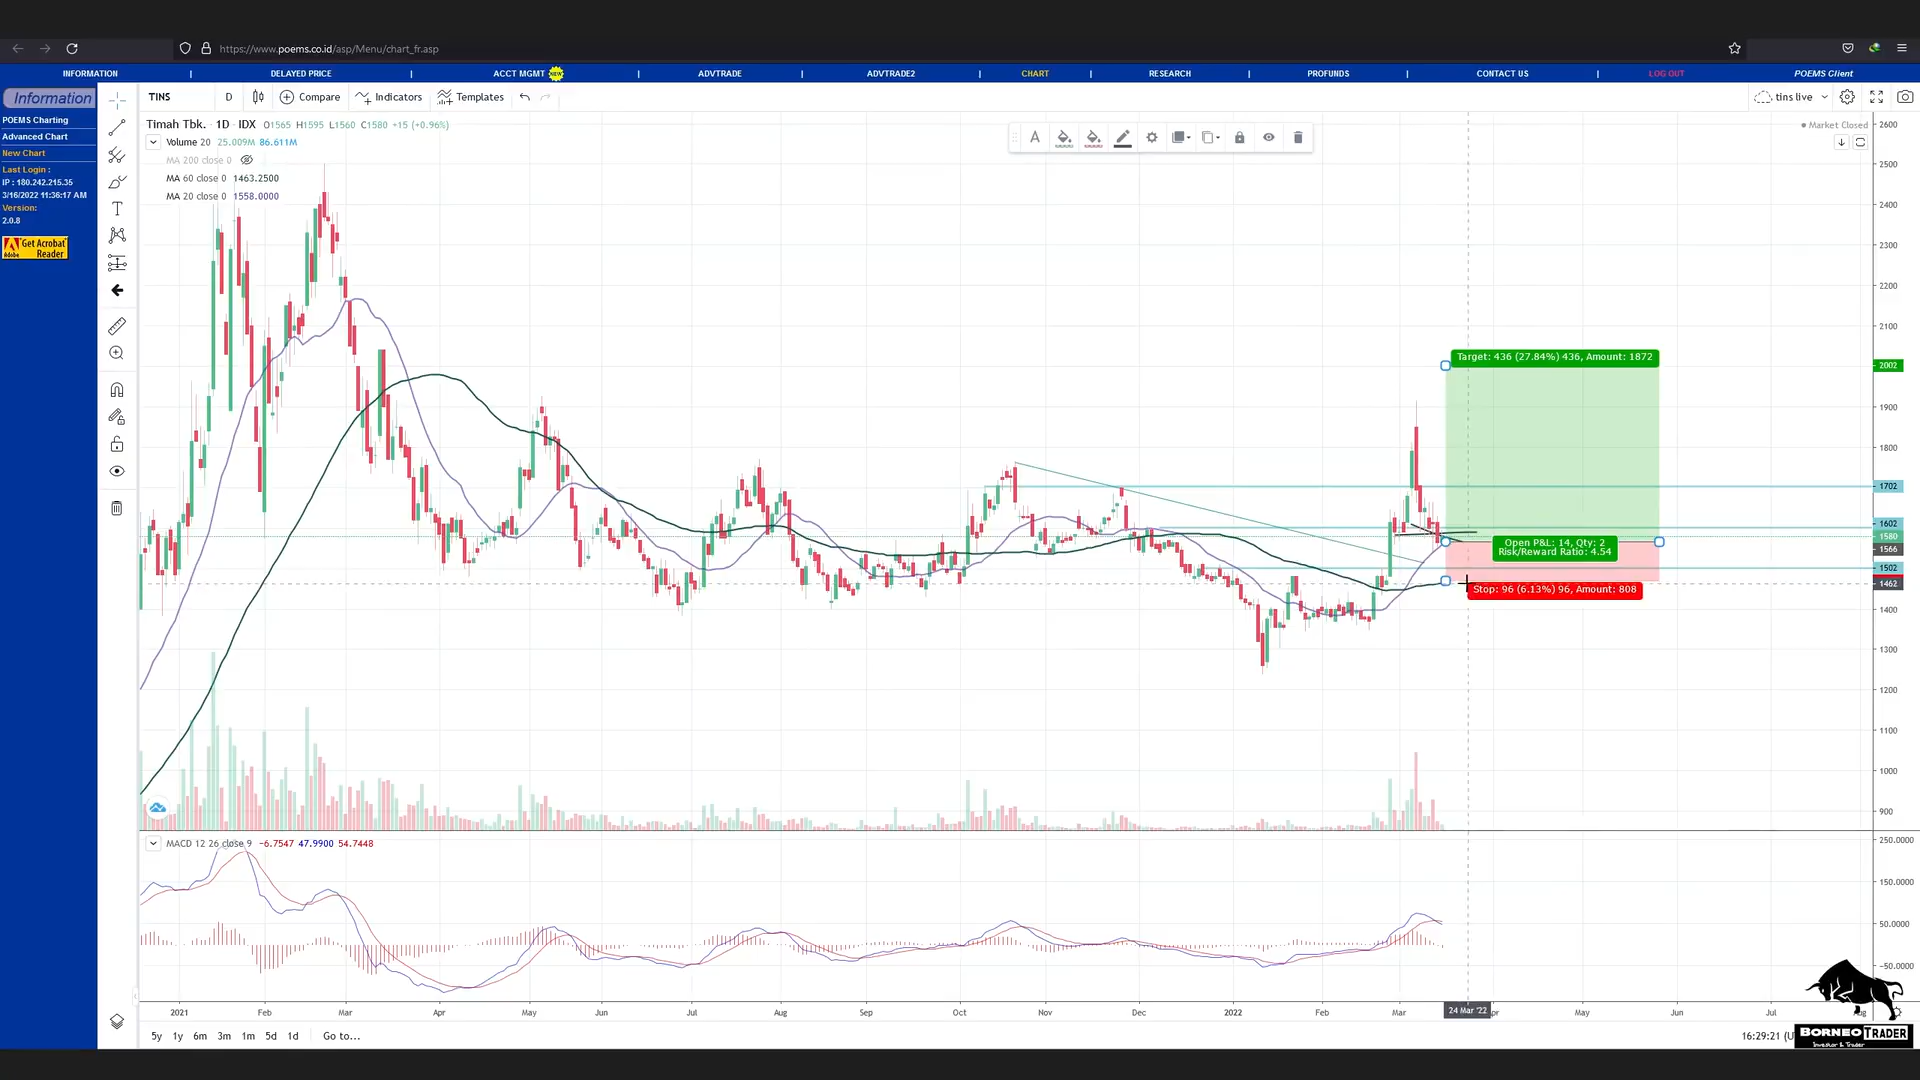 https://www.poems.co.id/asp/Menu/chart_fr.asp
INFORMATION | DELAYED PRICE | ACCT MGMT NEW | ADVTRADE | ADVTRADE2 | CHART | RESEARCH | PROFUNDS | CONTACT US | LOG OUT POEMS Client
Information
POEMS Charting
Advanced Chart
New Chart
Last Login :
IP : 180.242.215.35
3/16/2022 11:36:17 AM
Version:
2.0.8
Get Acrobat
Reader
Adobe
TINS D Compare Indicators Templates tins live
Timah Tbk. · 1D · IDX O1565 H1595 L1560 C1580 +15 (+0.96%)
Market Closed
Volume 20 25.009M 86.611M
MA 200 close 0
MA 60 close 0 1463.2500
MA 20 close 0 1558.0000
Target: 436 (27.84%) 436, Amount: 1872
Open P&L: 14, Qty: 2
Risk/Reward Ratio: 4.54
Stop: 96 (6.13%) 96, Amount: 808
2600
2500
2400
2300
2200
2100
2002
1900
1800
1702
1602
1580
1566
1502
1462
1400
1300
1200
1100
1000
900
MACD 12 26 close 9 −6.7547 47.9900 54.7448
250.0000
150.0000
50.0000
−50.0000
2021 Feb Mar Apr May Jun Jul Aug Sep Oct Nov Dec 2022 Feb Mar 24 Mar '22 May Jun Jul
5y 1y 6m 3m 1m 5d 1d Go to...
16:29:21 (U
BORNEO TRADER
Investor & Trader